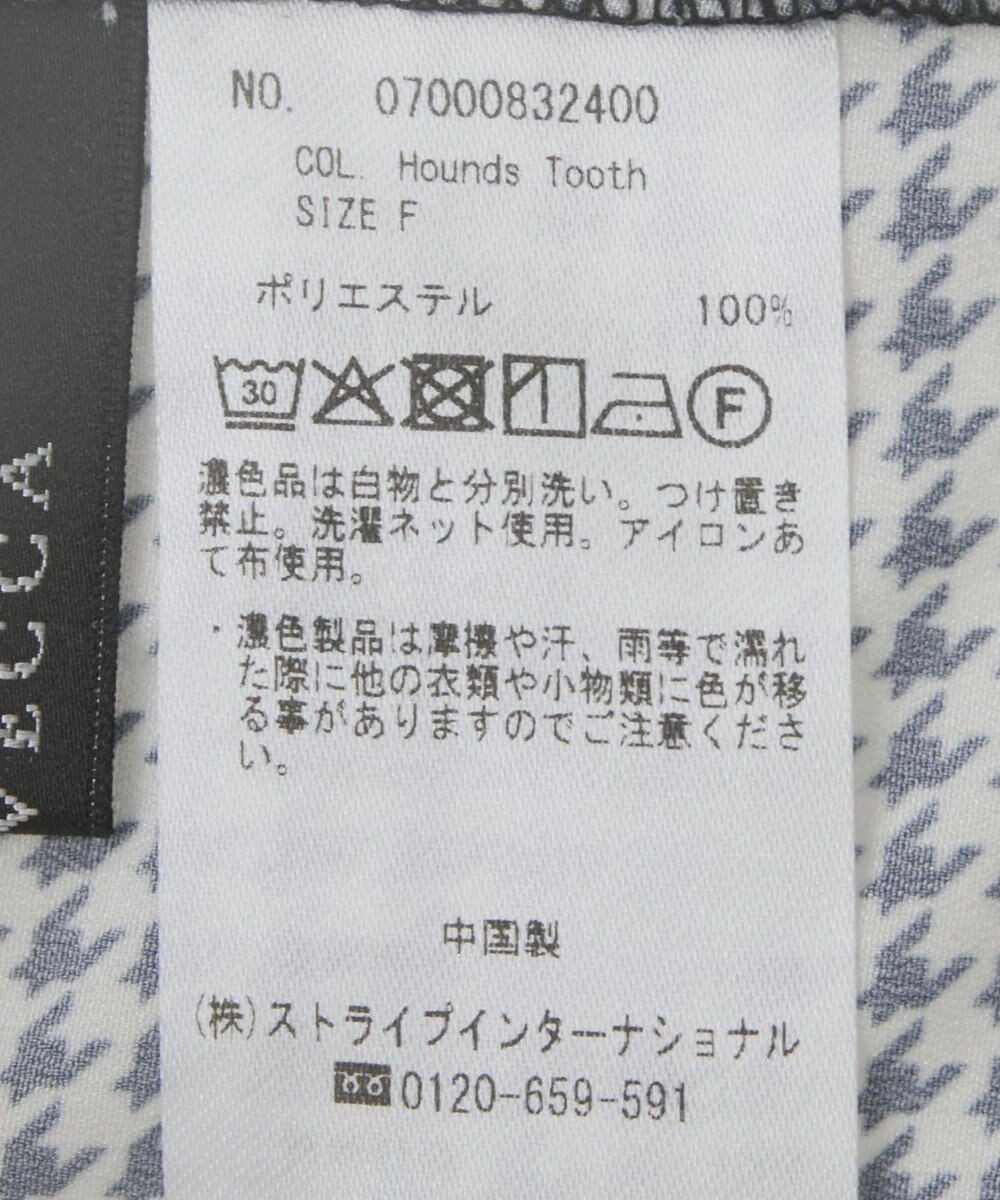 NO. 07000832400
COL. Hounds Tooth
SIZE F
ポリエステル 100%
30
F
濃色品は白物と分別洗い。つけ置き
禁止。洗濯ネット使用。アイロンあ
て布使用。
・濃色製品は摩擦や汗、雨等で濡れ
た際に他の衣類や小物類に色が移
る事がありますのでご注意くださ
い。
中国製
(株)ストライプインターナショナル
0120-659-591
VECCA